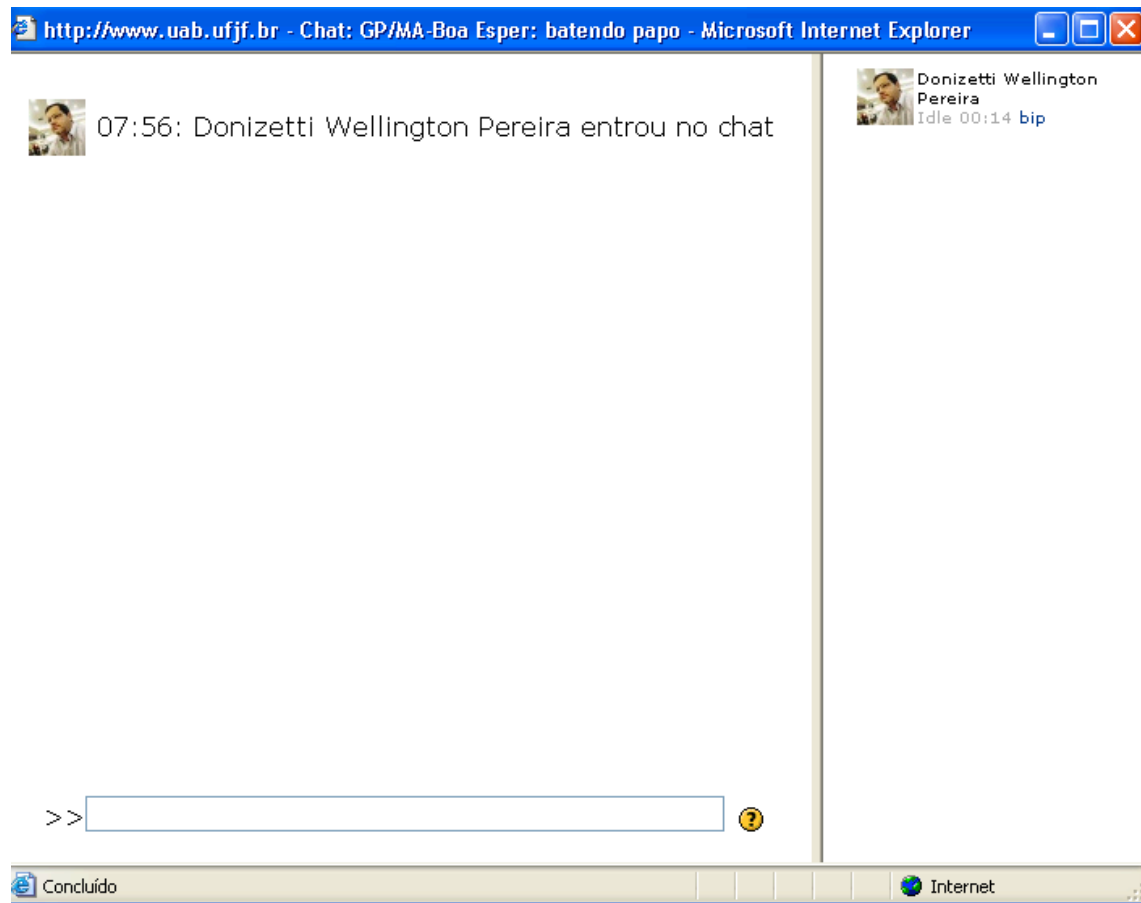 http://www.uab.ufjf.br - Chat: GP/MA-Boa Esper: batendo papo - Microsoft Internet Explorer
07:56: Donizetti Wellington Pereira entrou no chat
Donizetti Wellington
Pereira
Idle 00:14 bip
>>
?
Concluído
Internet